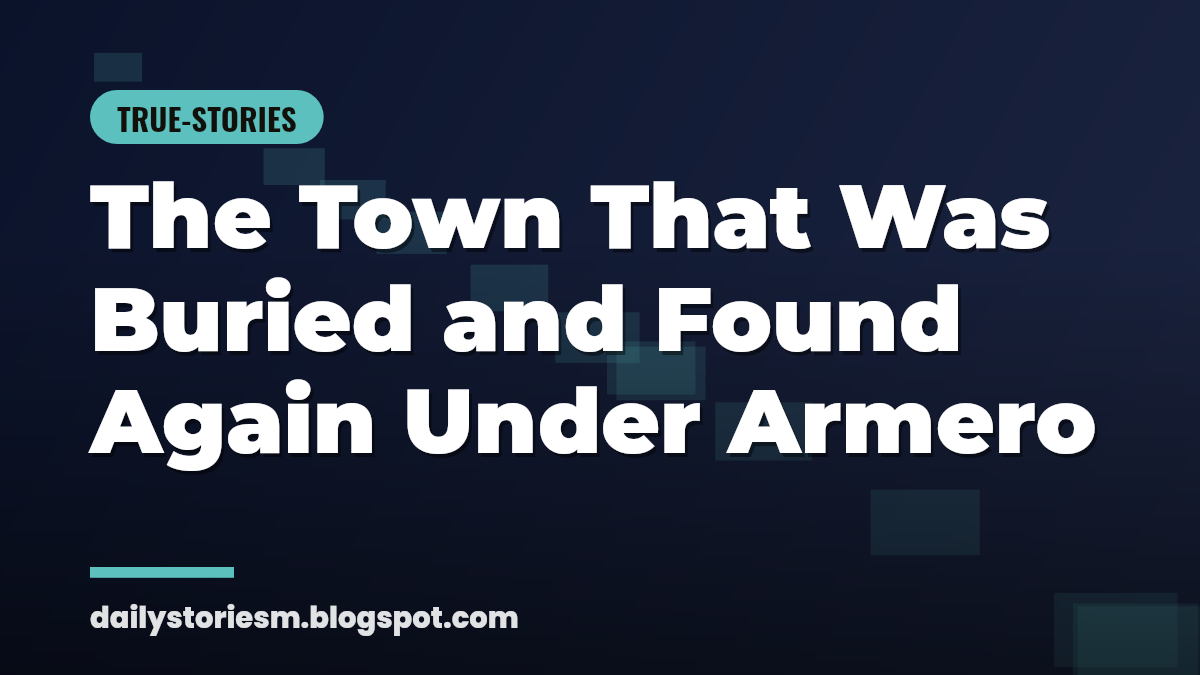 TRUE-STORIES
The Town That Was
Buried and Found
Again Under Armero
dailystoriesm.blogspot.com